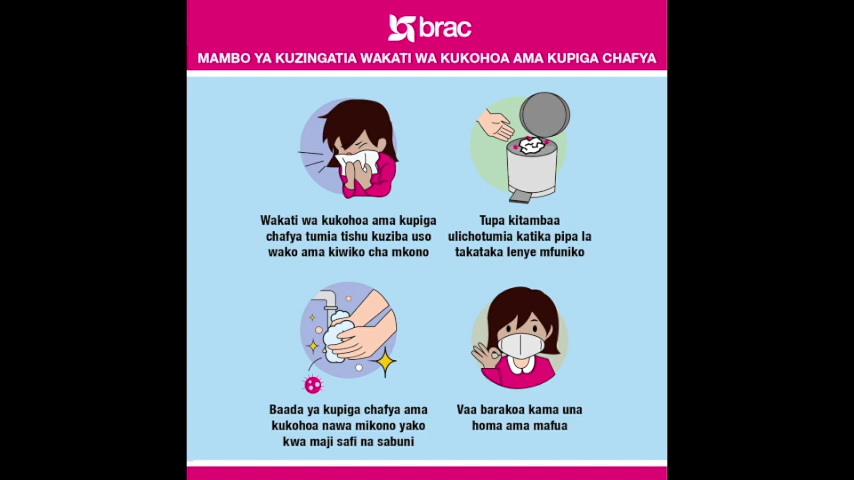 brac
MAMBO YA KUZINGATIA WAKATI WA KUKOHOA AMA KUPIGA CHAFYA
Wakati wa kukohoa ama kupiga
chafya tumia tishu kuziba uso
wako ama kiwiko cha mkono
Tupa kitambaa
ulichotumia katika pipa la
takataka lenye mfuniko
Baada ya kupiga chafya ama
kukohoa nawa mikono yako
kwa maji safi na sabuni
Vaa barakoa kama una
homa ama mafua